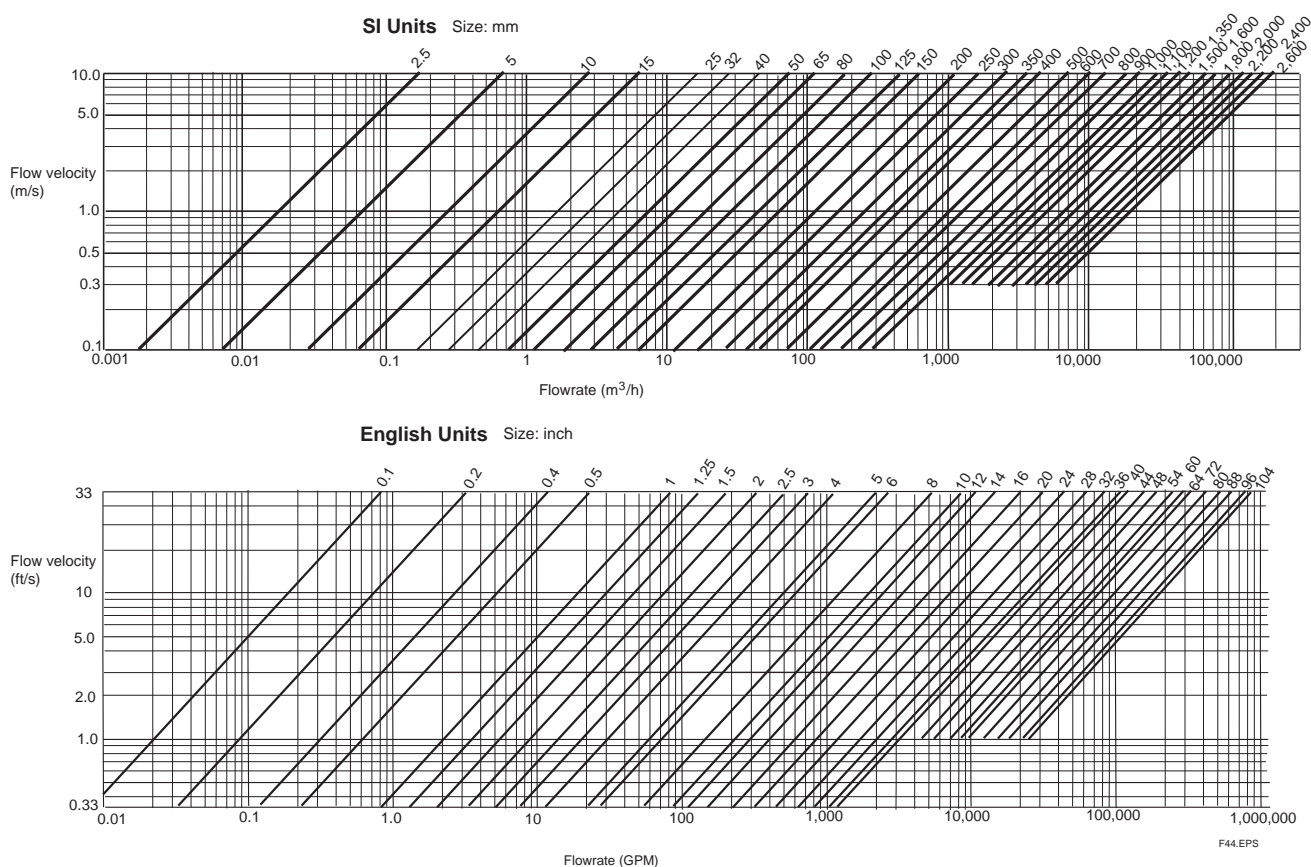 SI Units Size: mm
2.5 5 10 15 25 32 40 50 65 80 100 125 150 200 250 300 350 400 500 600 700 800 900 1,000 1,100 1,200 1,350 1,500 1,600 1,800 2,000 2,200 2,400 2,600
10.0
5.0
Flow velocity
(m/s)
1.0
0.5
0.3
0.1
0.001 0.01 0.1 1 10 100 1,000 10,000 100,000
Flowrate (m3/h)
English Units Size: inch
0.1 0.2 0.4 0.5 1 1.25 1.5 2 2.5 3 4 5 6 8 10 12 14 16 20 24 28 32 36 40 44 48 54 60 64 72 80 88 96 104
33
Flow velocity
(ft/s)
10
5.0
2.0
1.0
0.33
0.01 0.1 1 10 100 1,000 10,000 100,000 1,000,000
F44.EPS
Flowrate (GPM)